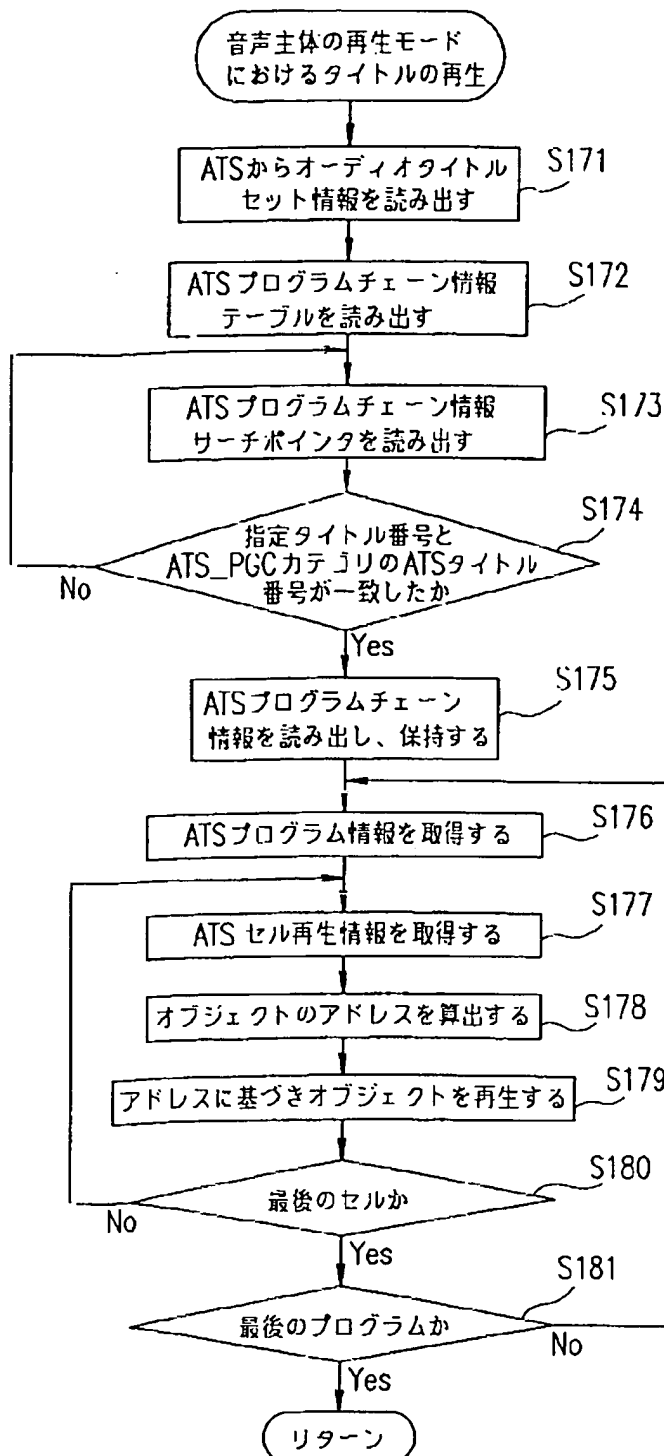 音声主体の再生モード
におけるタイトルの再生
ATSからオーディオタイトル
セット情報を読み出す
S171
ATSプログラムチェーン情報
テーブルを読み出す
S172
ATSプログラムチェーン情報
サーチポインタを読み出す
S173
指定タイトル番号と
ATS_PGCカテゴリのATSタイトル
番号が一致したか
S174
No
Yes
ATSプログラムチェーン
情報を読み出し、保持する
S175
ATSプログラム情報を取得する
S176
ATSセル再生情報を取得する
S177
オブジェクトのアドレスを算出する
S178
アドレスに基づきオブジェクトを再生する
S179
最後のセルか
S180
No
Yes
最後のプログラムか
S181
No
Yes
リターン